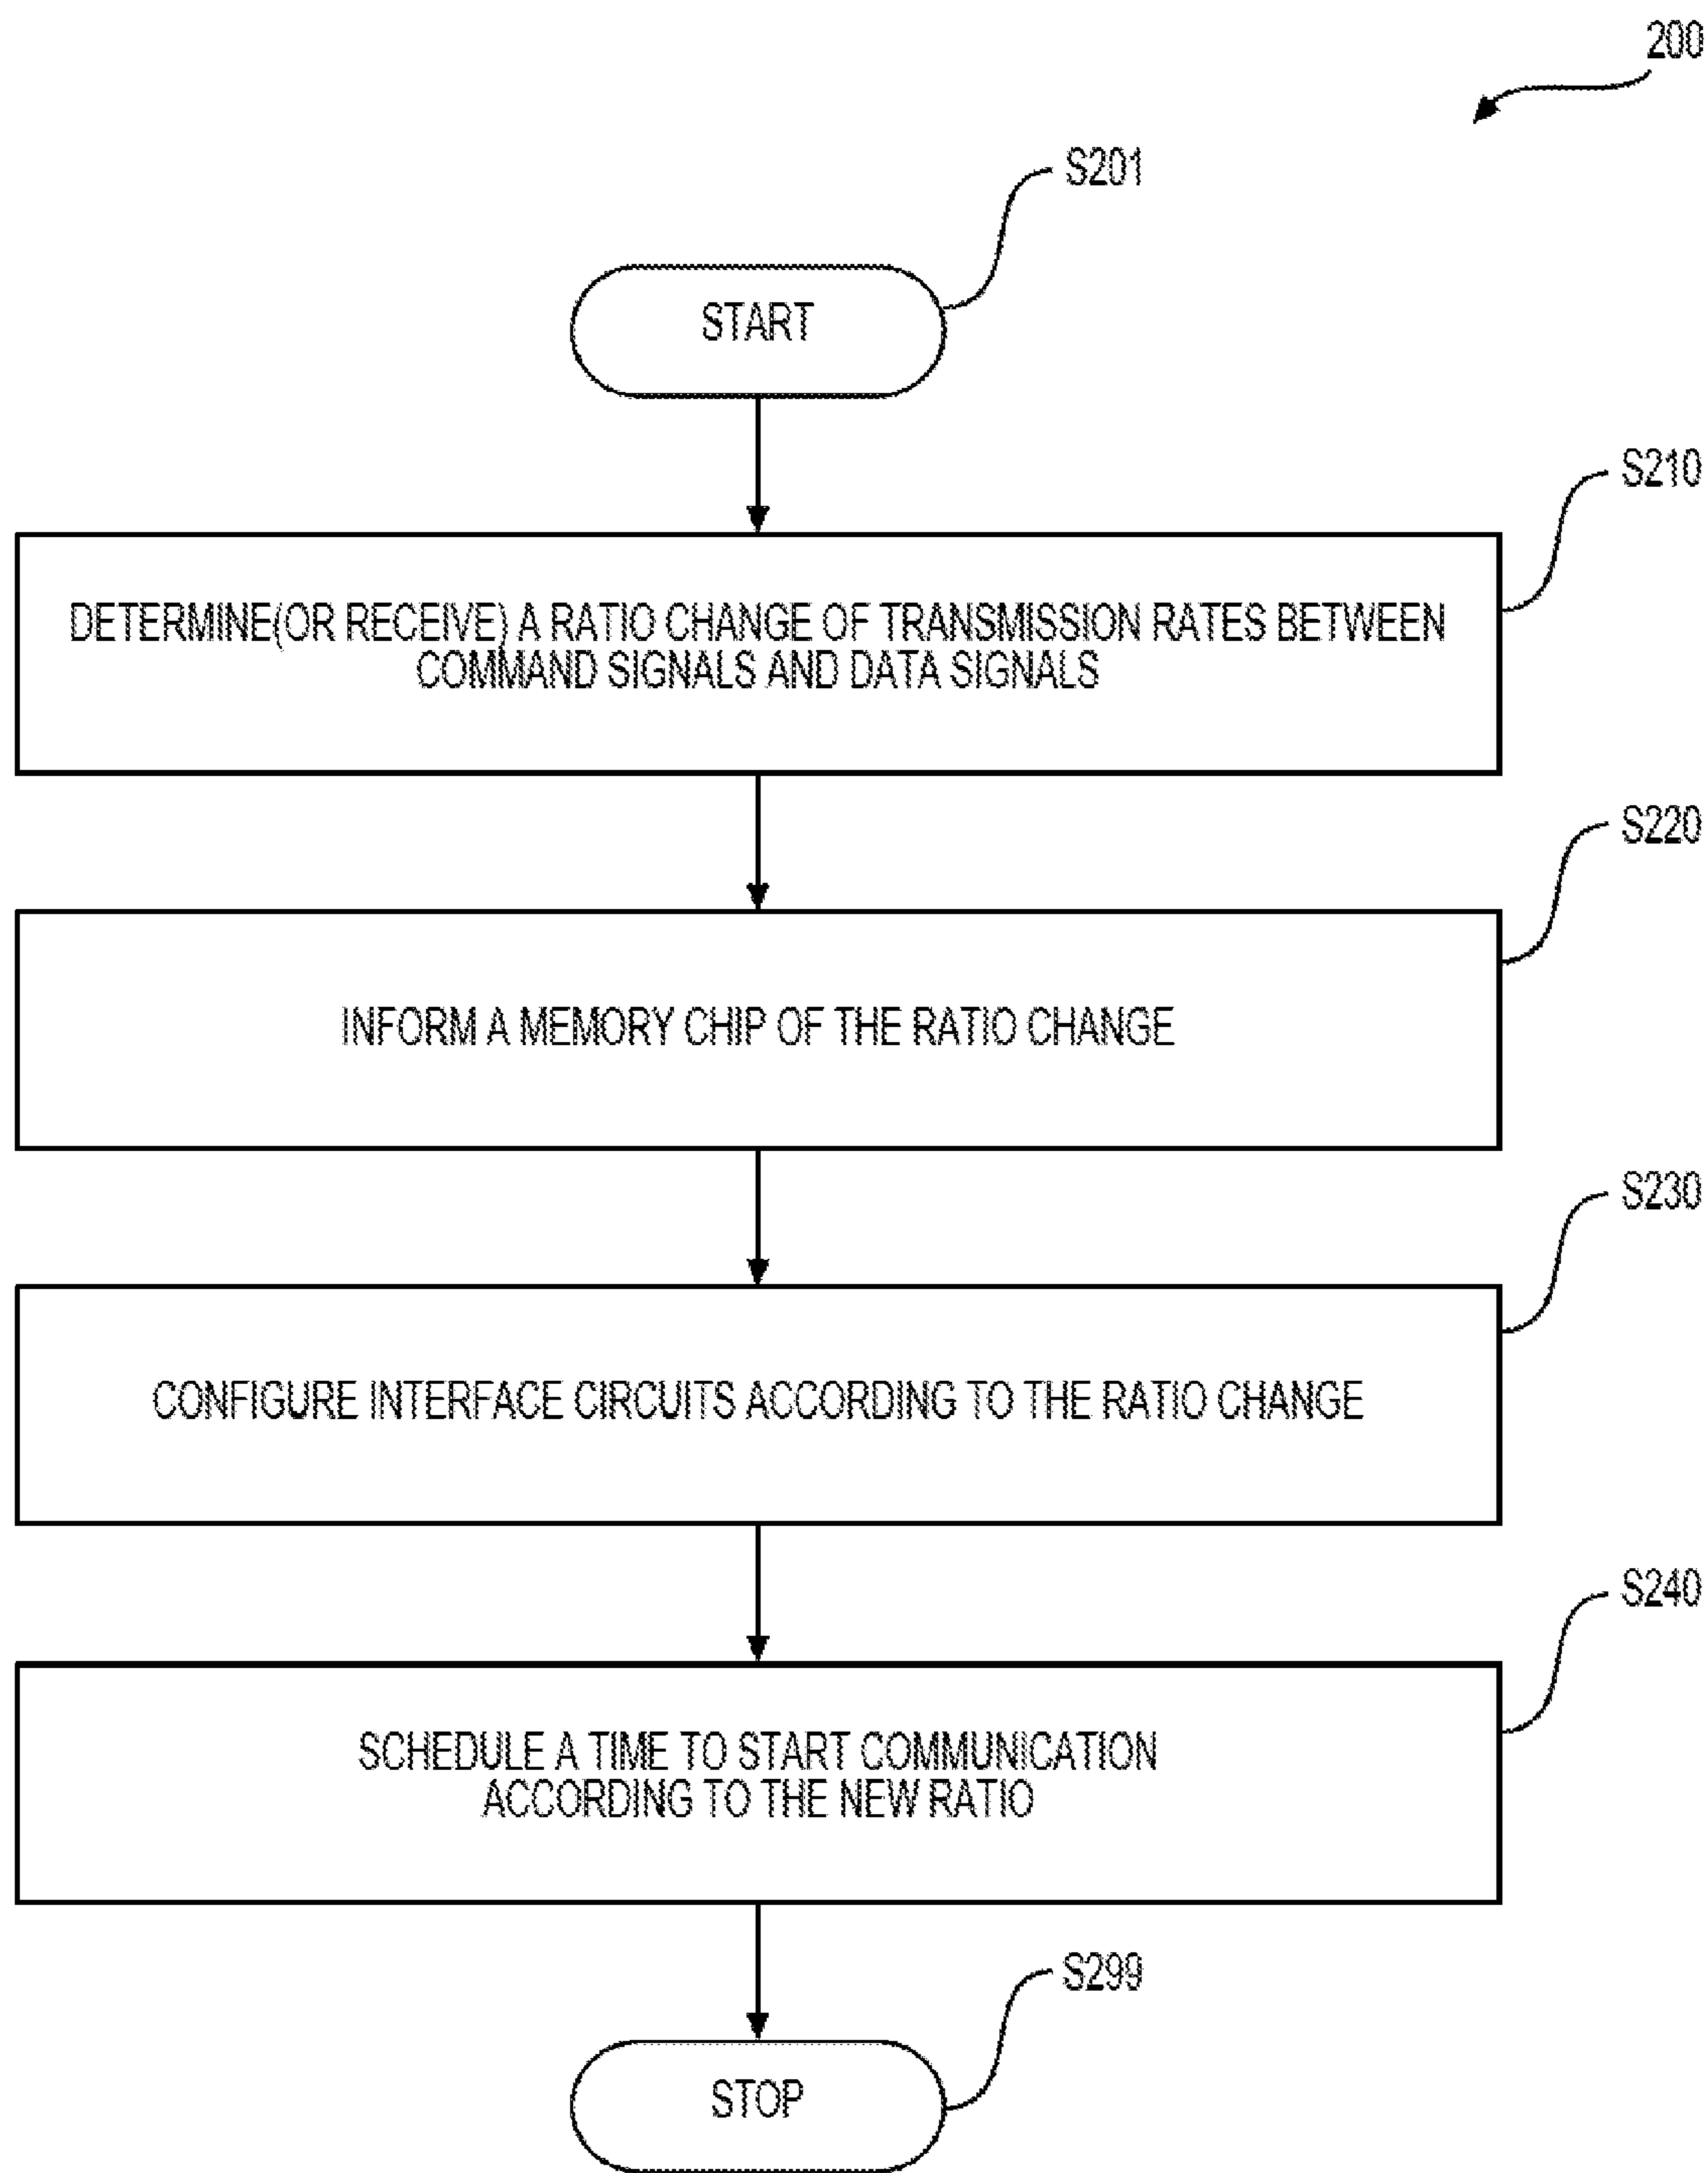 200
S201
START
S210
DETERMINE(OR RECEIVE) A RATIO CHANGE OF TRANSMISSION RATES BETWEEN
COMMAND SIGNALS AND DATA SIGNALS
S220
INFORM A MEMORY CHIP OF THE RATIO CHANGE
S230
CONFIGURE INTERFACE CIRCUITS ACCORDING TO THE RATIO CHANGE
S240
SCHEDULE A TIME TO START COMMUNICATION
ACCORDING TO THE NEW RATIO
S299
STOP